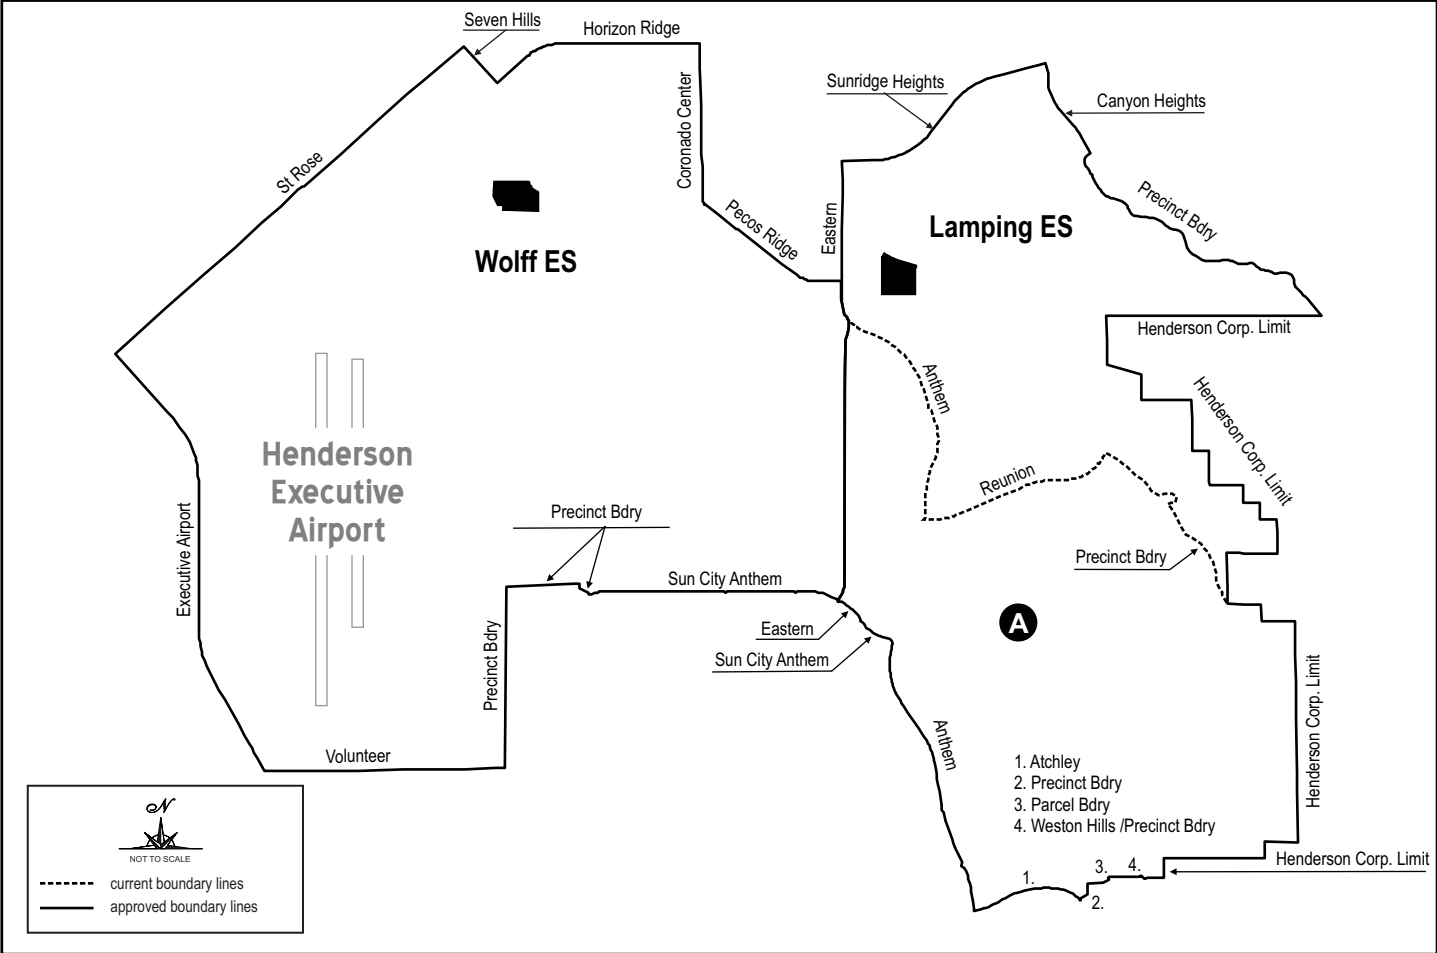 Seven Hills
Horizon Ridge
St Rose
Coronado Center
Pecos Ridge
Wolff ES
Sunridge Heights
Canyon Heights
Eastern
Lamping ES
Precinct Bdry
Henderson Corp. Limit
Henderson Corp. Limit
Anthem
Reunion
Precinct Bdry
Henderson
Executive
Airport
Executive Airport
Precinct Bdry
Sun City Anthem
Precinct Bdry
Eastern
Sun City Anthem
A
Volunteer
Anthem
Henderson Corp. Limit
1. Atchley
2. Precinct Bdry
3. Parcel Bdry
4. Weston Hills /Precinct Bdry
1.
2.
3.
4.
Henderson Corp. Limit
N
NOT TO SCALE
current boundary lines
approved boundary lines